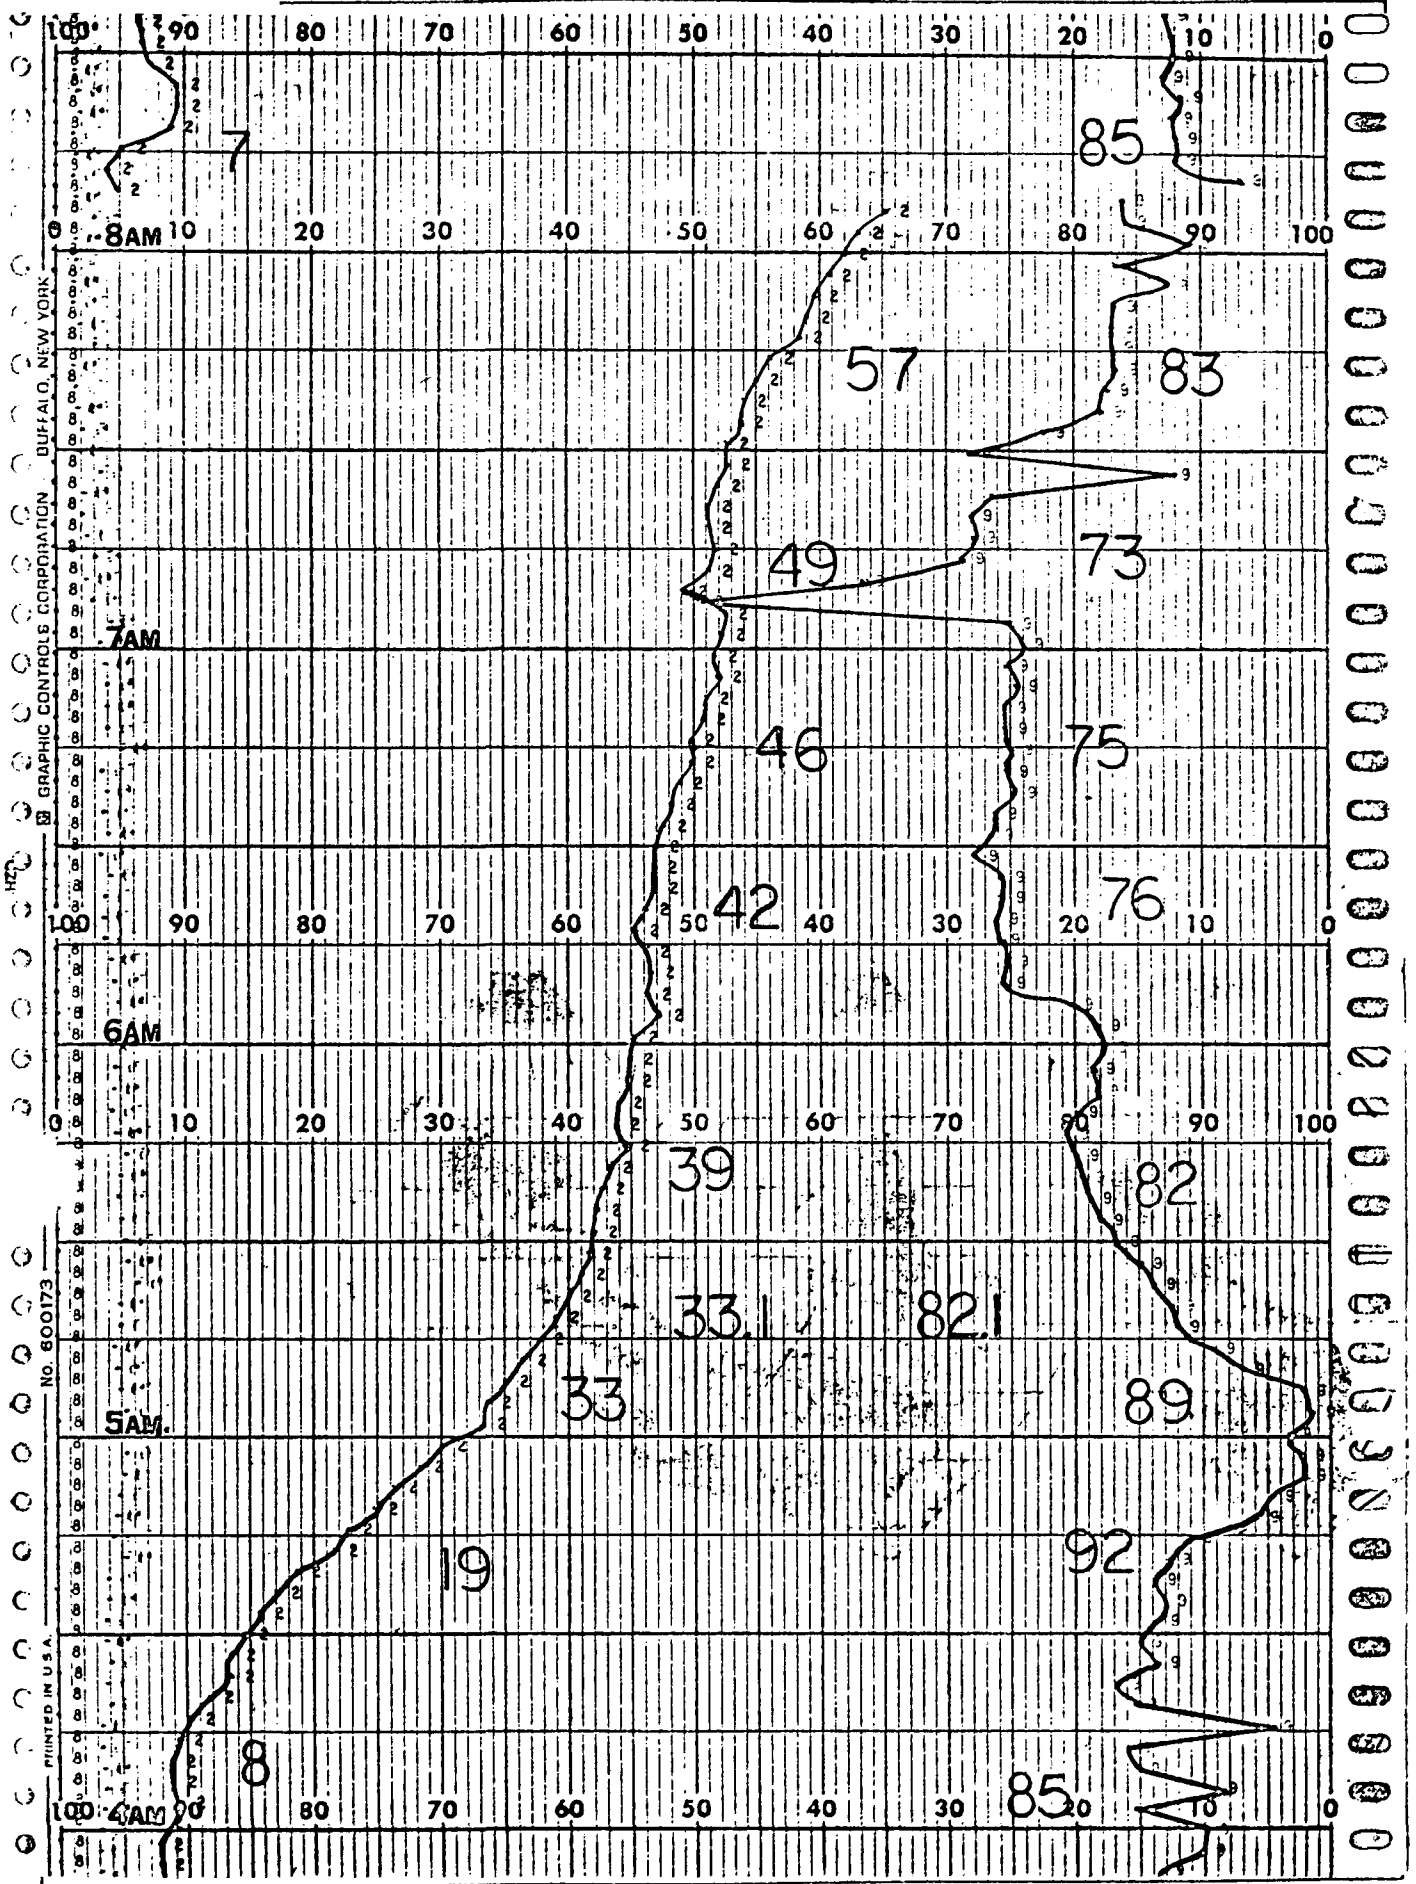 100 90 50 40 30 20 10 0
7 85
0 8AM 10 20 30 40 50 60 70 80 90 100
57 83
49 73
7AM
46 75
42 76
100 90 80 70 60 50 40 30 20 10 0
6AM
0 10 20 30 40 50 60 70 80 90 100
39 82
33.1 82.1
33 89
5AM.
92
19
8
85
100 4AM 90 80 70 60 50 40 30 20 10 0
GRAPHIC CONTROLS CORPORATION BUFFALO, NEW YORK
No. 600173
PRINTED IN U.S.A.